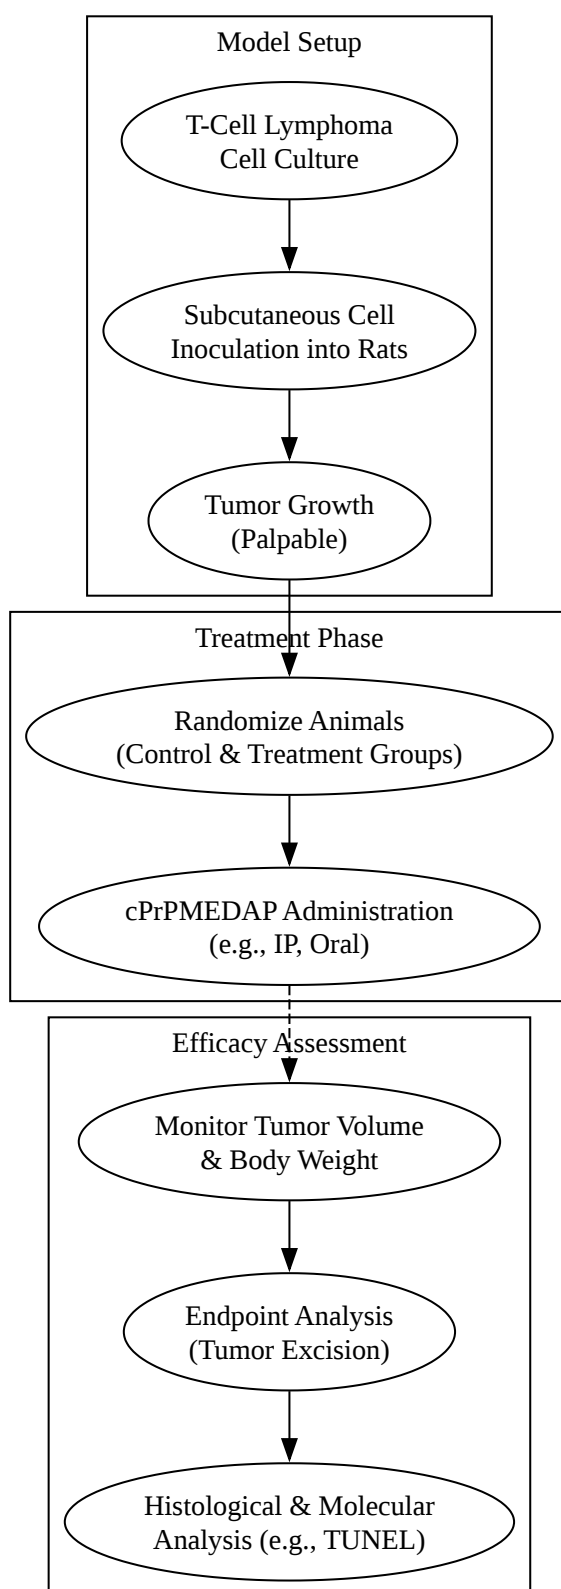 Model Setup
T-Cell Lymphoma
Cell Culture
Subcutaneous Cell
Inoculation into Rats
Tumor Growth
(Palpable)
Treatment Phase
Randomize Animals
(Control & Treatment Groups)
cPrPMEDAP Administration
(e.g., IP, Oral)
Efficacy Assessment
Monitor Tumor Volume
& Body Weight
Endpoint Analysis
(Tumor Excision)
Histological & Molecular
Analysis (e.g., TUNEL)